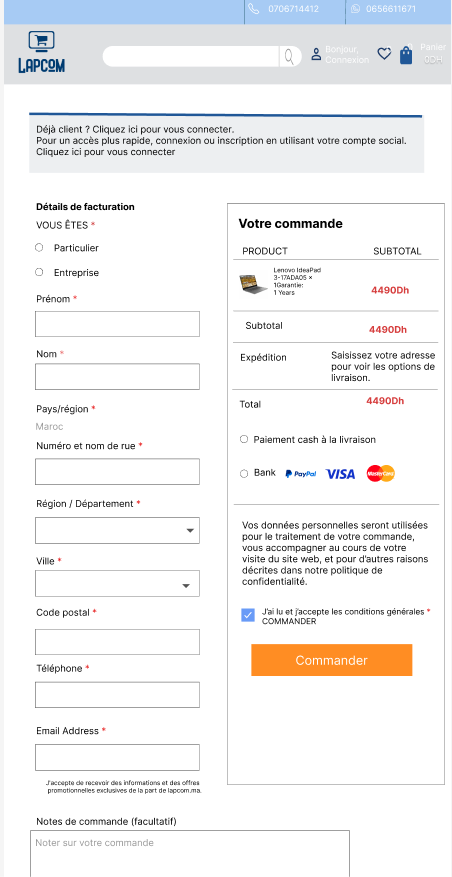 0706714412
0656611671
LAPCOM
Bonjour,
Connexion
Panier
0DH
Déjà client ? Cliquez ici pour vous connecter.
Pour un accès plus rapide, connexion ou inscription en utilisant votre compte social.
Cliquez ici pour vous connecter
Détails de facturation
VOUS ÊTES *
Particulier
Entreprise
Prénom *
Nom *
Pays/région *
Maroc
Numéro et nom de rue *
Région / Département *
Ville *
Code postal *
Téléphone *
Email Address *
J'accepte de recevoir des informations et des offres
promotionnelles exclusives de la part de lapcom.ma.
Notes de commande (facultatif)
Noter sur votre commande
Votre commande
PRODUCT SUBTOTAL
Lenovo IdeaPad
3-17ADA05 ×
1Garantie:
1 Years
4490Dh
Subtotal 4490Dh
Expédition
Saisissez votre adresse
pour voir les options de
livraison.
Total 4490Dh
Paiement cash à la livraison
Bank PayPal VISA MasterCard
Vos données personnelles seront utilisées
pour le traitement de votre commande,
vous accompagner au cours de votre
visite du site web, et pour d'autres raisons
décrites dans notre politique de
confidentialité.
J'ai lu et j'accepte les conditions générales *
COMMANDER
Commander